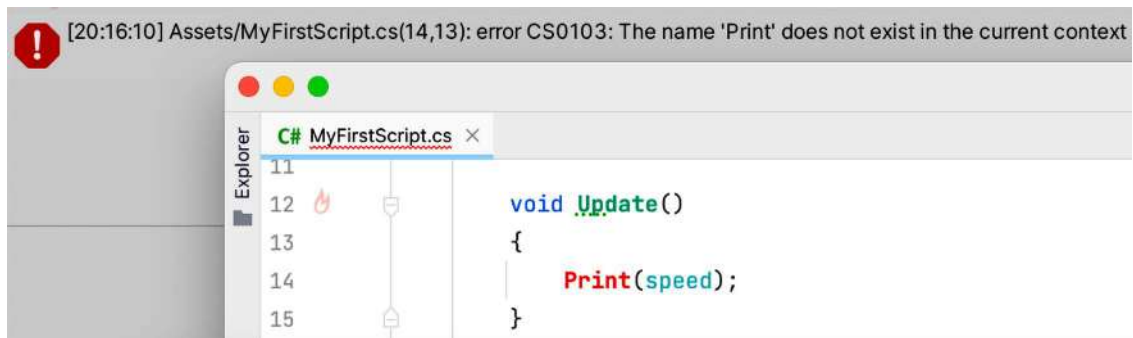 [20:16:10] Assets/MyFirstScript.cs(14,13): error CS0103: The name 'Print' does not exist in the current context
Explorer
C# MyFirstScript.cs
11
12 void Update()
13 {
14 Print(speed);
15 }